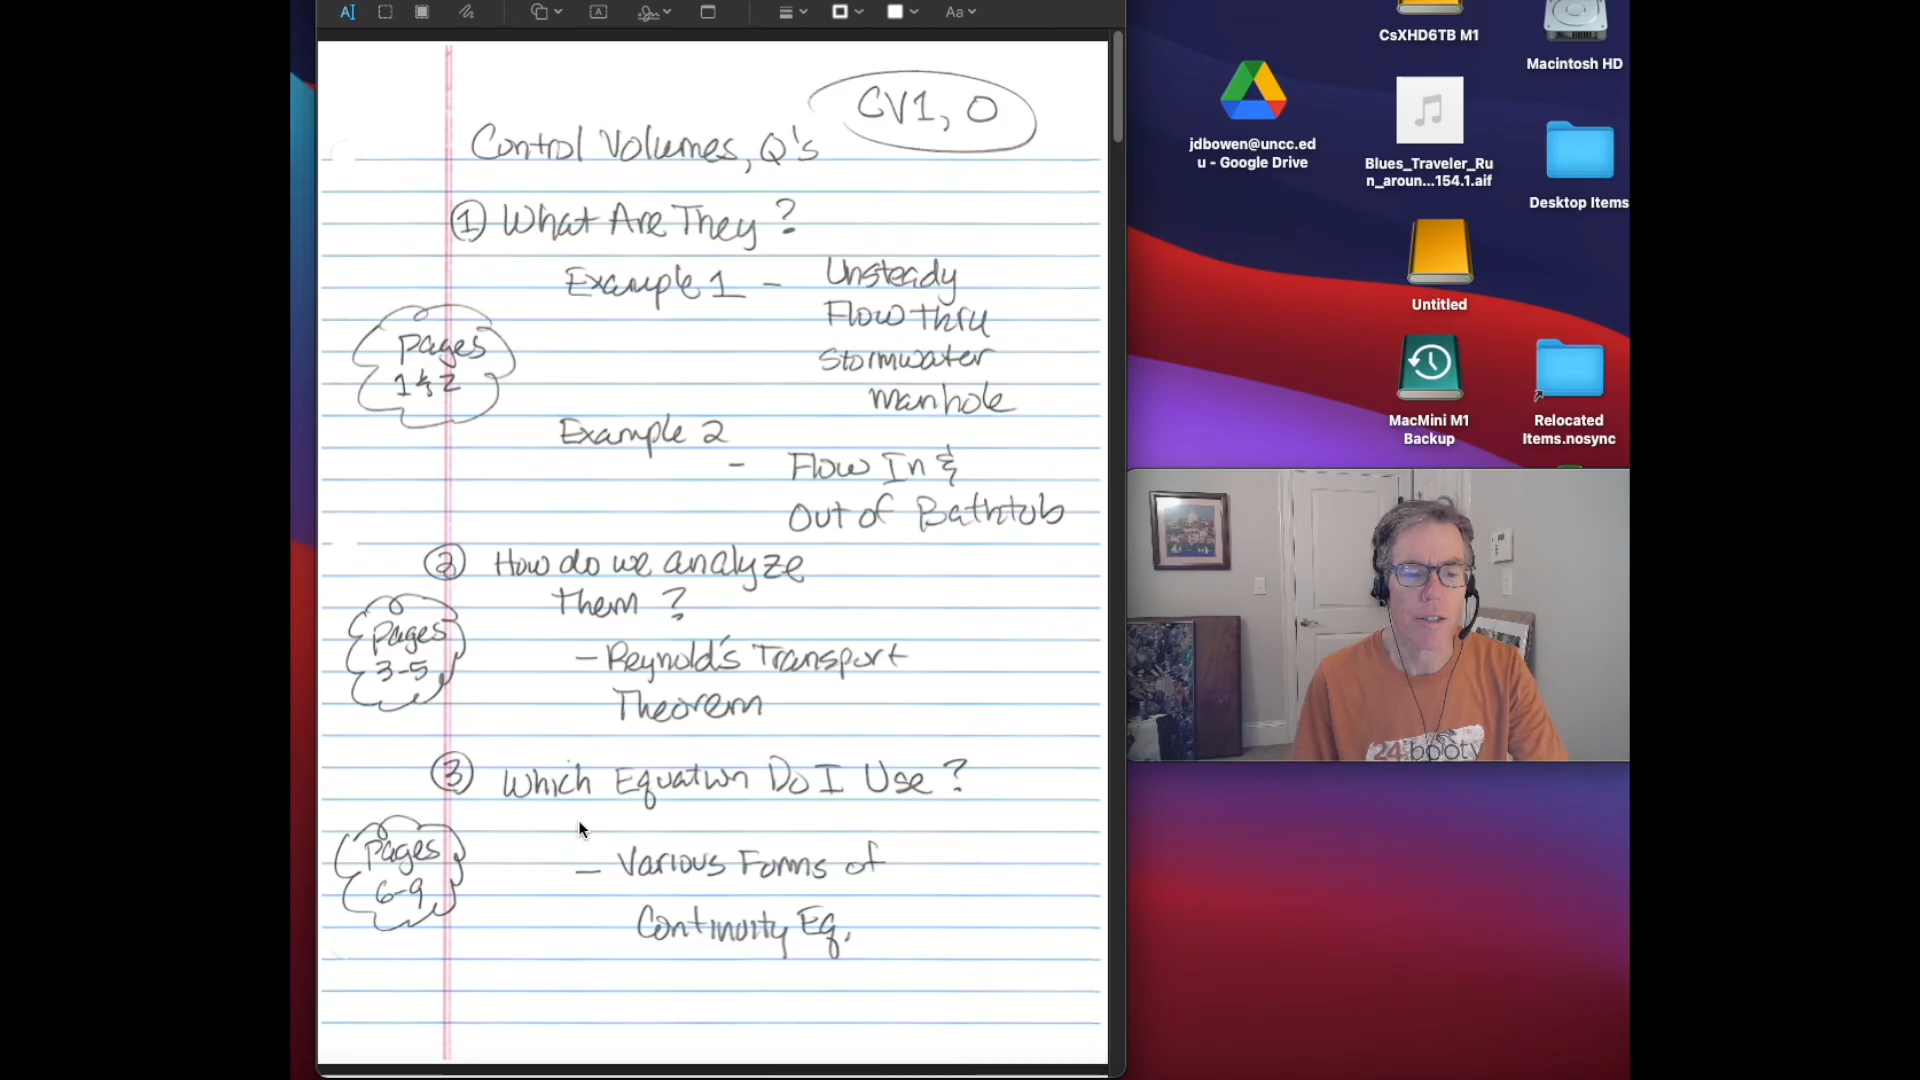 Aa
CV1, 0
Control Volumes, Q's
1 What Are They ?
Example 1 - Unsteady
Flow thru
Stormwater
manhole
Pages
1 & 2
Example 2
- Flow In &
Out of Bathtub
2 How do we analyze
Them ?
Pages
3-5
- Reynold's Transport
Theorem
3 Which Equation Do I Use ?
Pages
6-9
- Various Forms of
Continuity Eq.
CsXHD6TB M1
Macintosh HD
jdbowen@uncc.ed
u - Google Drive
Blues_Traveler_Ru
n_aroun...154.1.aif
Desktop Items
Untitled
MacMini M1
Backup
Relocated
Items.nosync
24 booty